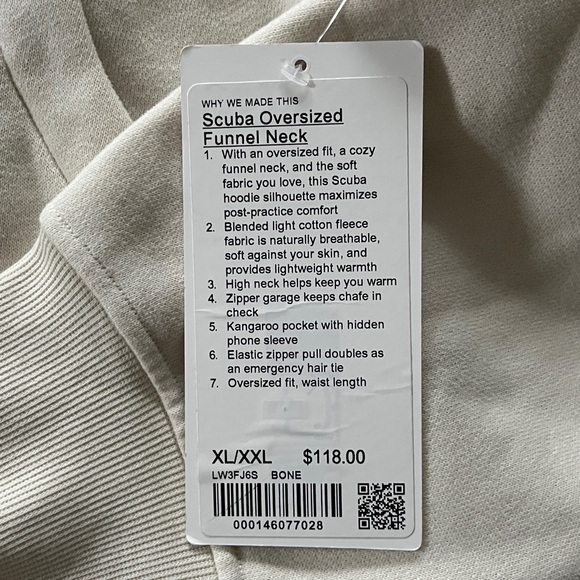 WHY WE MADE THIS
Scuba Oversized
Funnel Neck
1. With an oversized fit, a cozy
funnel neck, and the soft
fabric you love, this Scuba
hoodie silhouette maximizes
post-practice comfort
2. Blended light cotton fleece
fabric is naturally breathable,
soft against your skin, and
provides lightweight warmth
3. High neck helps keep you warm
4. Zipper garage keeps chafe in
check
5. Kangaroo pocket with hidden
phone sleeve
6. Elastic zipper pull doubles as
an emergency hair tie
7. Oversized fit, waist length
XL/XXL $118.00
LW3FJ6S BONE
000146077028